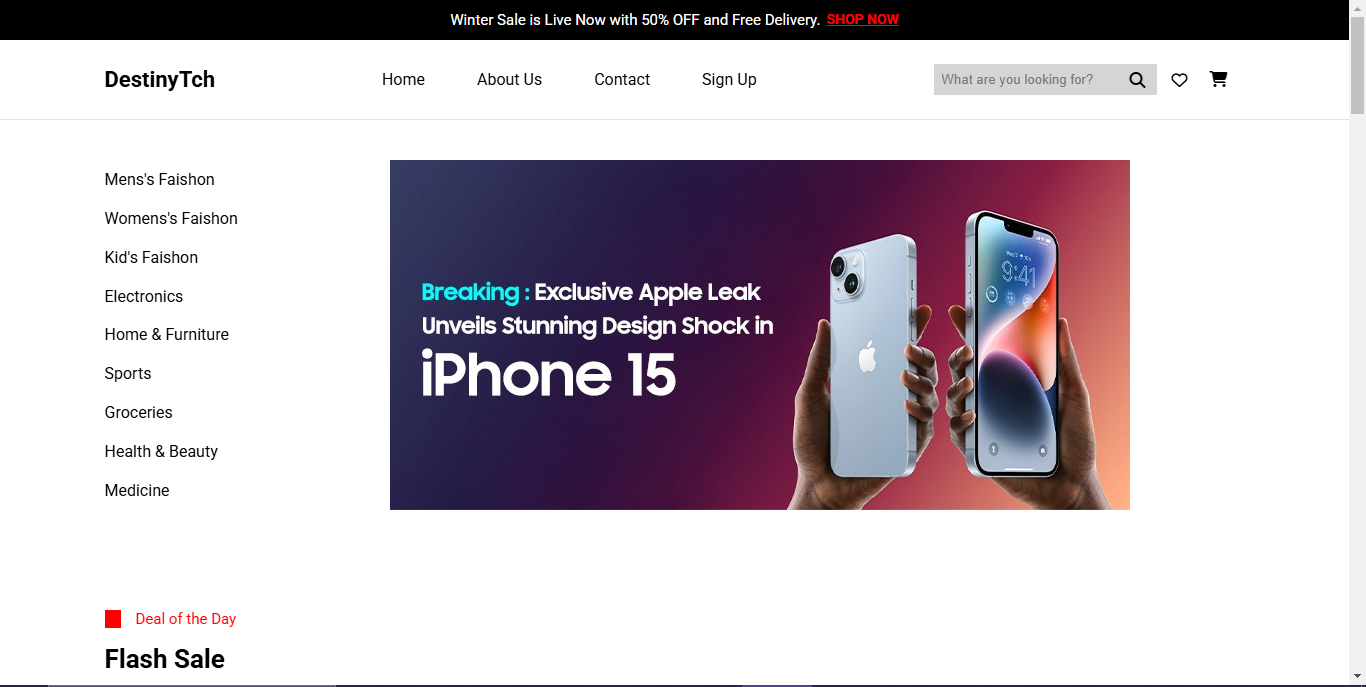 Winter Sale is Live Now with 50% OFF and Free Delivery. SHOP NOW
DestinyTch
Home About Us Contact Sign Up
What are you looking for?
Mens's Faishon
Womens's Faishon
Kid's Faishon
Electronics
Home & Furniture
Sports
Groceries
Health & Beauty
Medicine
Breaking : Exclusive Apple Leak
Unveils Stunning Design Shock in
iPhone 15
9:41
Deal of the Day
Flash Sale